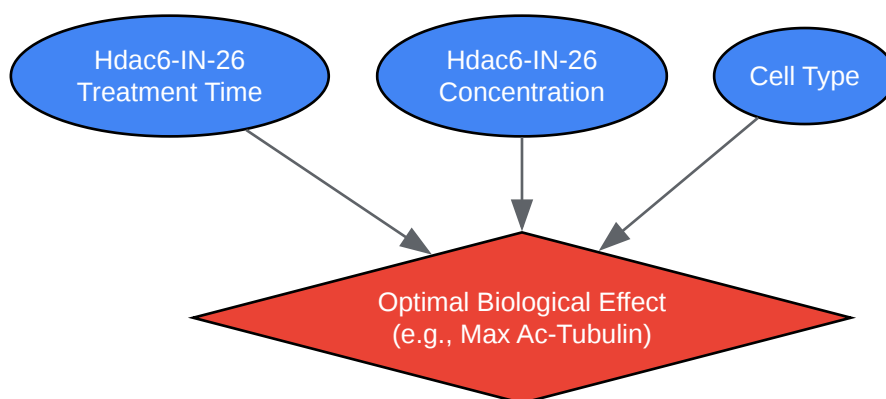 Hdac6-IN-26
Treatment Time
Hdac6-IN-26
Concentration
Cell Type
Optimal Biological Effect
(e.g., Max Ac-Tubulin)